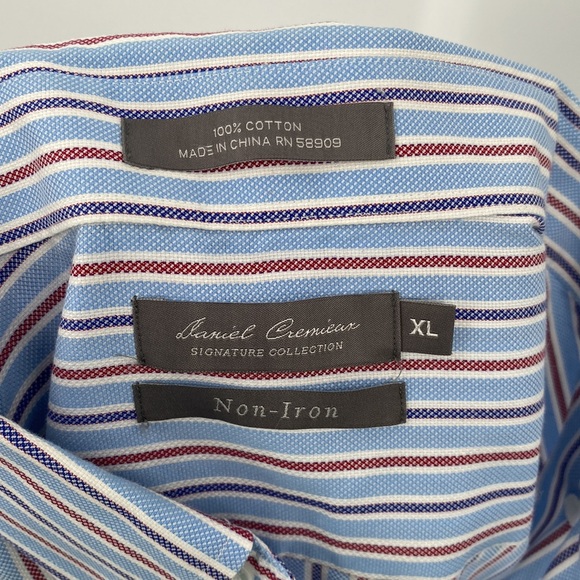 100% COTTON
MADE IN CHINA RN 58909
Daniel Cremieux
SIGNATURE COLLECTION
XL
Non-Iron